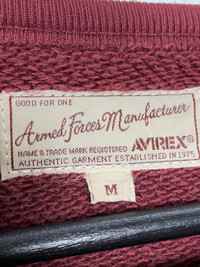 GOOD FOR ONE
Armed Forces Manufacturer
NAME & TRADE MARK REGISTERED AVIREX®
AUTHENTIC GARMENT ESTABLISHED IN 1975
M